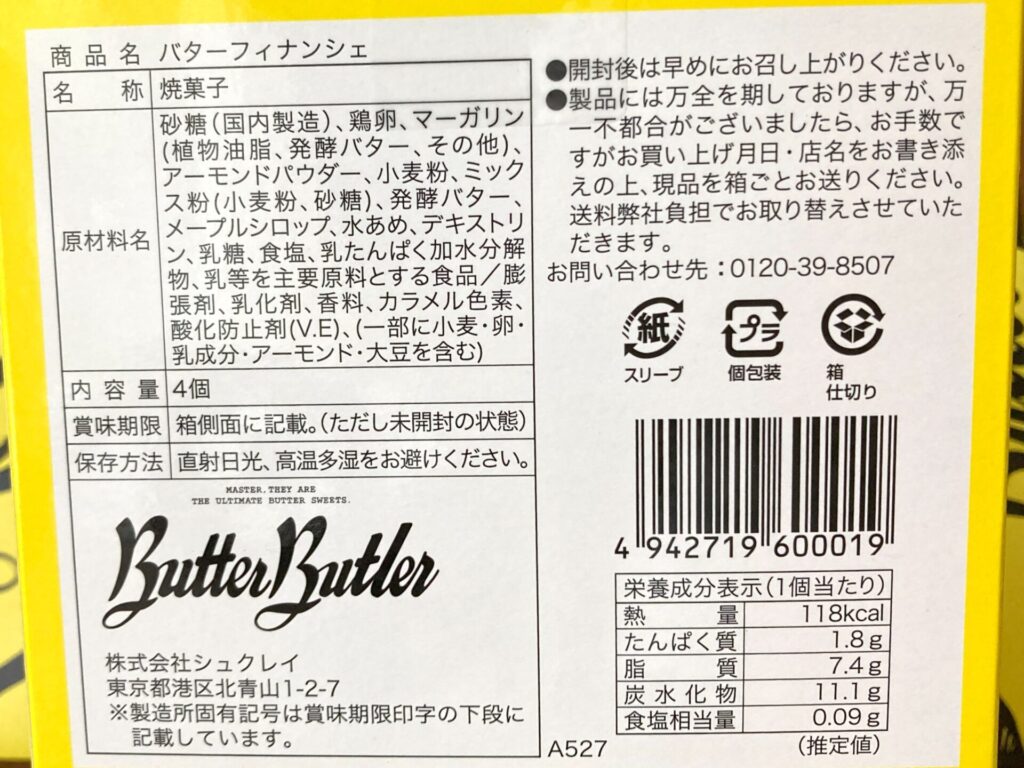 商品名 バターフィナンシェ
名称 焼菓子
原材料名
砂糖(国内製造)、鶏卵、マーガリン
(植物油脂、発酵バター、その他)、
アーモンドパウダー、小麦粉、ミック
ス粉(小麦粉、砂糖)、発酵バター、
メープルシロップ、水あめ、デキストリ
ン、乳糖、食塩、乳たんぱく加水分解
物、乳等を主要原料とする食品／膨
張剤、乳化剤、香料、カラメル色素、
酸化防止剤(V.E)、(一部に小麦・卵・
乳成分・アーモンド・大豆を含む)
内容量 4個
賞味期限 箱側面に記載。(ただし未開封の状態)
保存方法 直射日光、高温多湿をお避けください。
MASTER, THEY ARE
THE ULTIMATE BUTTER SWEETS.
Butter Butler
株式会社シュクレイ
東京都港区北青山1-2-7
※製造所固有記号は賞味期限印字の下段に
記載しています。
●開封後は早めにお召し上がりください。
●製品には万全を期しておりますが、万
一不都合がございましたら、お手数で
すがお買い上げ月日・店名をお書き添
えの上、現品を箱ごとお送りください。
送料弊社負担でお取り替えさせていた
だきます。
お問い合わせ先：0120-39-8507
紙 プラ
スリーブ 個包装 箱
仕切り
4 942719 600019
栄養成分表示(1個当たり)
熱量 118kcal
たんぱく質 1.8g
脂質 7.4g
炭水化物 11.1g
食塩相当量 0.09g
(推定値)
A527